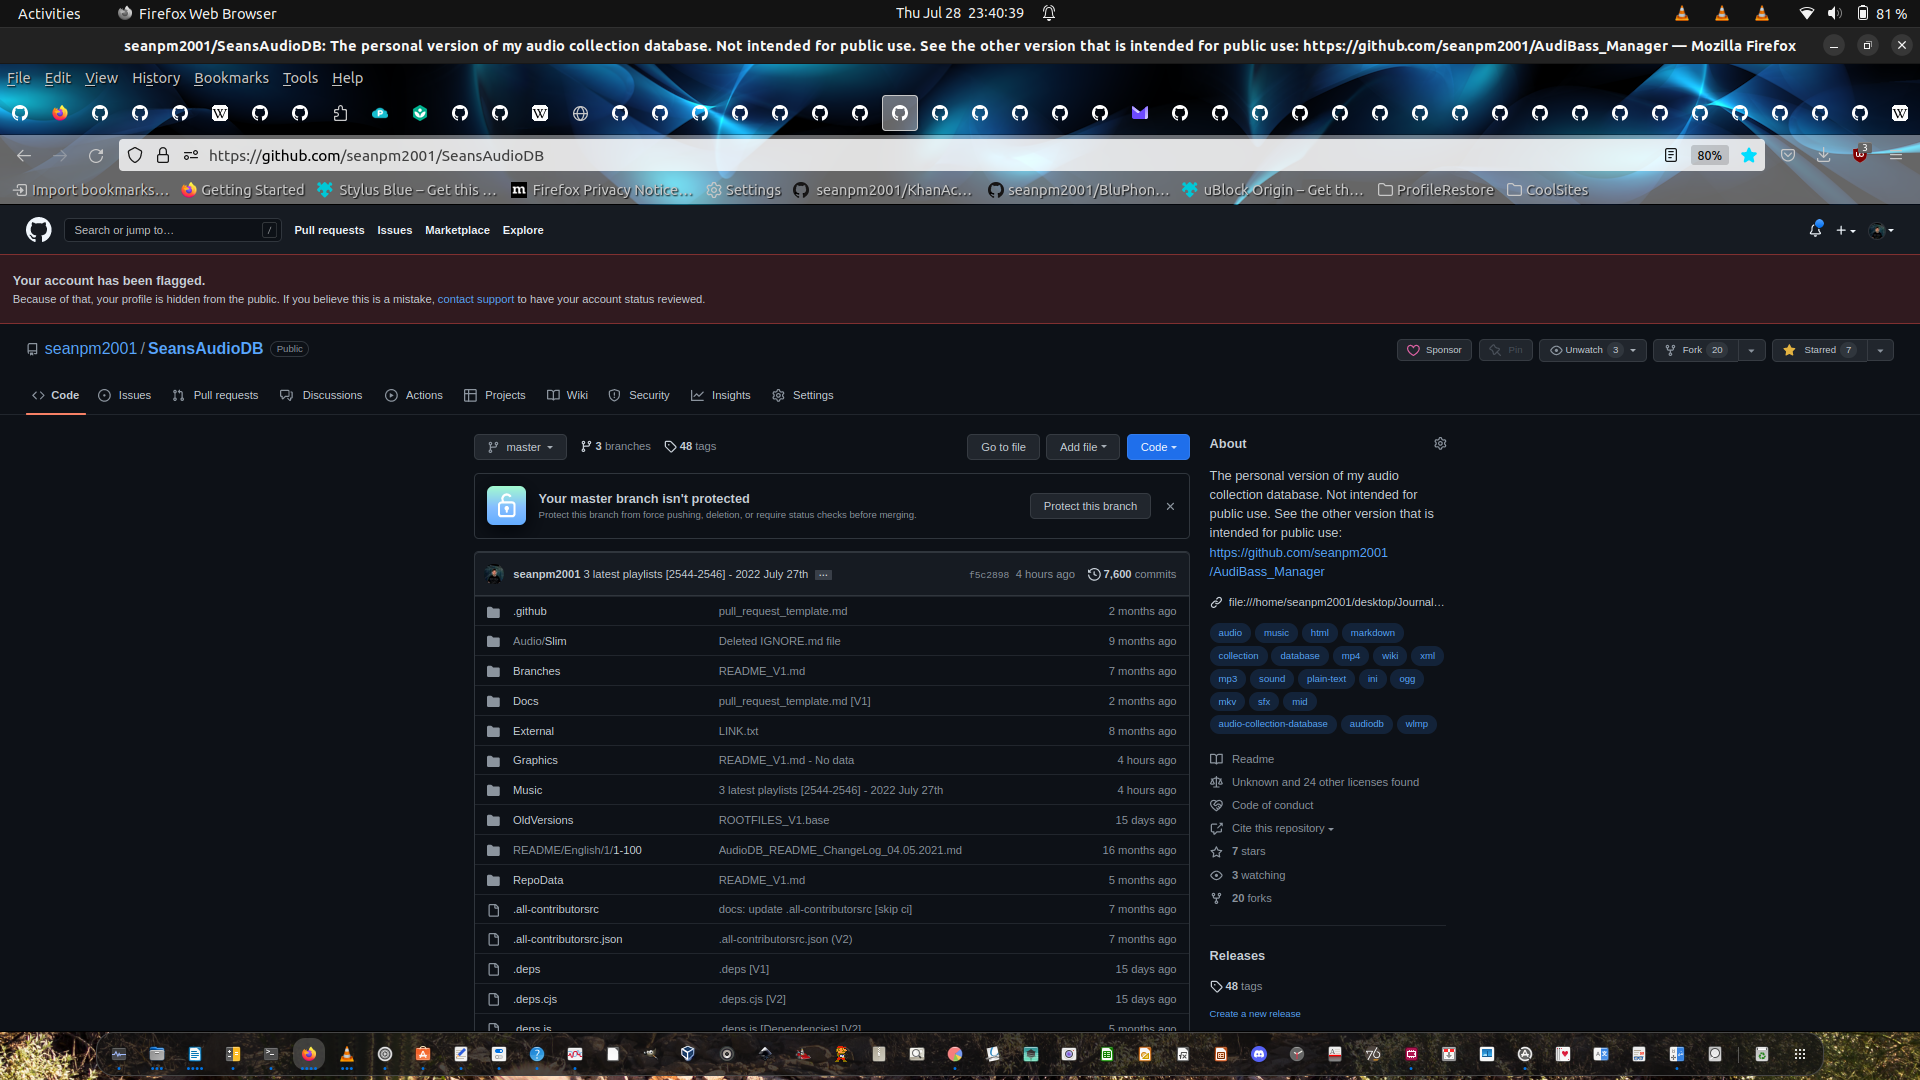 Activities
Firefox Web Browser
Thu Jul 28 23:40:39
81 %
seanpm2001/SeansAudioDB: The personal version of my audio collection database. Not intended for public use. See the other version that is intended for public use: https://github.com/seanpm2001/AudiBass_Manager — Mozilla Firefox
File Edit View History Bookmarks Tools Help
https://github.com/seanpm2001/SeansAudioDB
80%
3
Import bookmarks… Getting Started Stylus Blue – Get this … Firefox Privacy Notice… Settings seanpm2001/KhanAc… seanpm2001/BluPhon… uBlock Origin – Get th… ProfileRestore CoolSites
Search or jump to… /
Pull requests Issues Marketplace Explore
Your account has been flagged.
Because of that, your profile is hidden from the public. If you believe this is a mistake, contact support to have your account status reviewed.
seanpm2001 / SeansAudioDB Public
Sponsor Pin Unwatch 3 Fork 20 Starred 7
Code Issues Pull requests Discussions Actions Projects Wiki Security Insights Settings
master 3 branches 48 tags Go to file Add file Code
Your master branch isn't protected
Protect this branch from force pushing, deletion, or require status checks before merging.
Protect this branch
seanpm2001 3 latest playlists [2544-2546] - 2022 July 27th … f5c2898 4 hours ago 7,600 commits
.github pull_request_template.md 2 months ago
Audio/Slim Deleted IGNORE.md file 9 months ago
Branches README_V1.md 7 months ago
Docs pull_request_template.md [V1] 2 months ago
External LINK.txt 8 months ago
Graphics README_V1.md - No data 4 hours ago
Music 3 latest playlists [2544-2546] - 2022 July 27th 4 hours ago
OldVersions ROOTFILES_V1.base 15 days ago
README/English/1/1-100 AudioDB_README_ChangeLog_04.05.2021.md 16 months ago
RepoData README_V1.md 5 months ago
.all-contributorsrc docs: update .all-contributorsrc [skip ci] 7 months ago
.all-contributorsrc.json .all-contributorsrc.json (V2) 7 months ago
.deps .deps [V1] 15 days ago
.deps.cjs .deps.cjs [V2] 15 days ago
.deps.js .deps.js [Dependencies] [V2] 5 months ago
About
The personal version of my audio
collection database. Not intended for
public use. See the other version that is
intended for public use:
https://github.com/seanpm2001
/AudiBass_Manager
file:///home/seanpm2001/desktop/Journal…
audio music html markdown
collection database mp4 wiki xml
mp3 sound plain-text ini ogg
mkv sfx mid
audio-collection-database audiodb wlmp
Readme
Unknown and 24 other licenses found
Code of conduct
Cite this repository
7 stars
3 watching
20 forks
Releases
48 tags
Create a new release